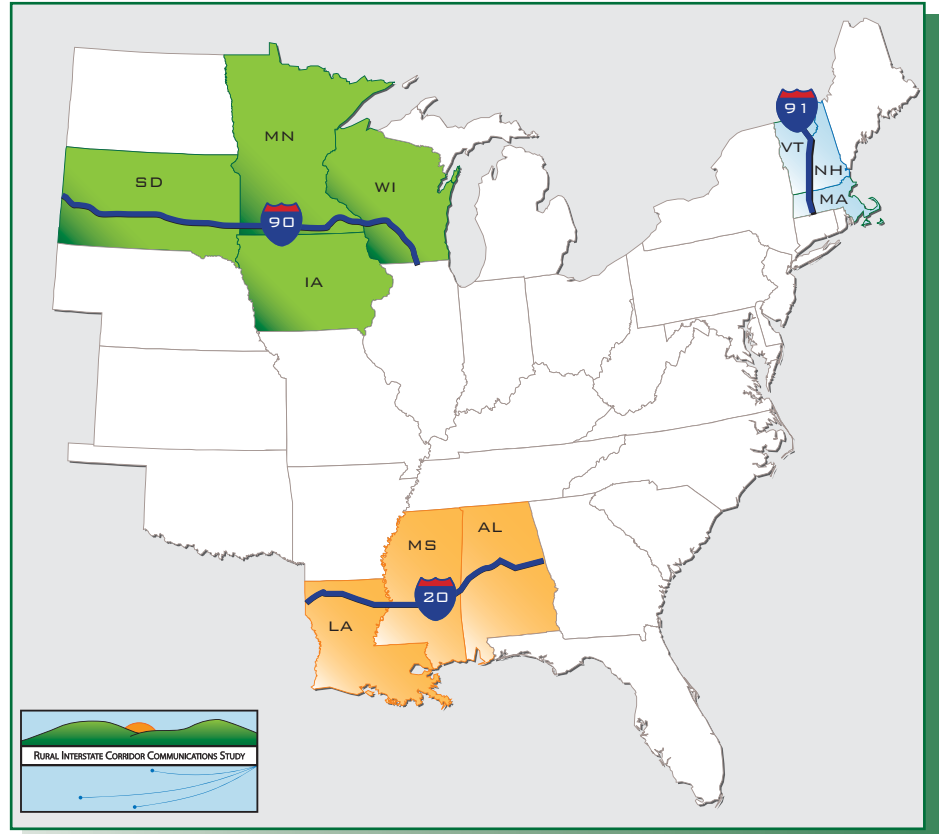 91
MN
VT
SD
WI
NH
MA
90
IA
AL
MS
20
LA
RURAL INTERSTATE CORRIDOR COMMUNICATIONS STUDY